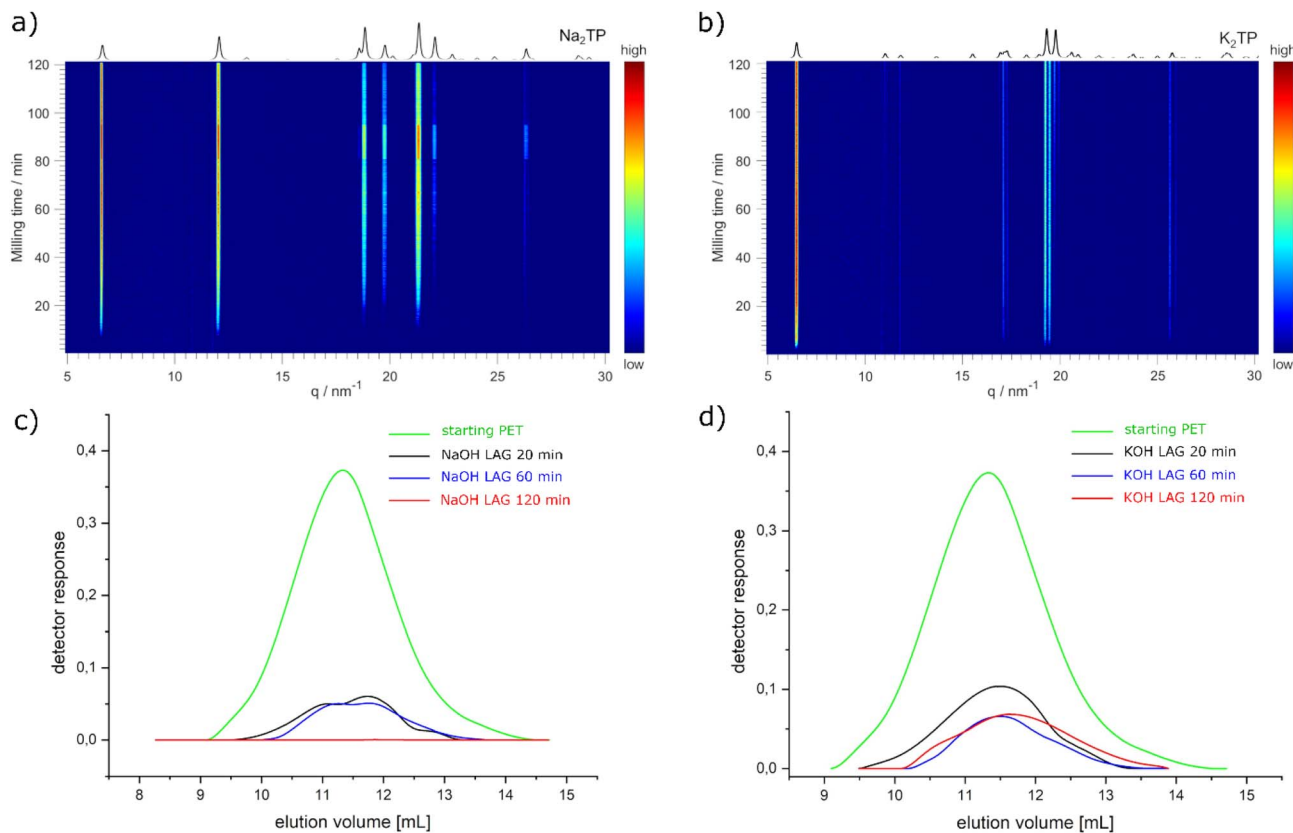 a)
Na₂TP
high
120
100
80
60
40
20
Milling time / min
low
5 10 15 20 25 30
q / nm⁻¹
b)
K₂TP
high
120
100
80
60
40
20
Milling time / min
low
5 10 15 20 25 30
q / nm⁻¹
c)
starting PET
NaOH LAG 20 min
NaOH LAG 60 min
NaOH LAG 120 min
0,4
0,3
0,2
0,1
0,0
detector response
8 9 10 11 12 13 14 15
elution volume [mL]
d)
starting PET
KOH LAG 20 min
KOH LAG 60 min
KOH LAG 120 min
0,4
0,3
0,2
0,1
0,0
detector response
9 10 11 12 13 14 15
elution volume [mL]